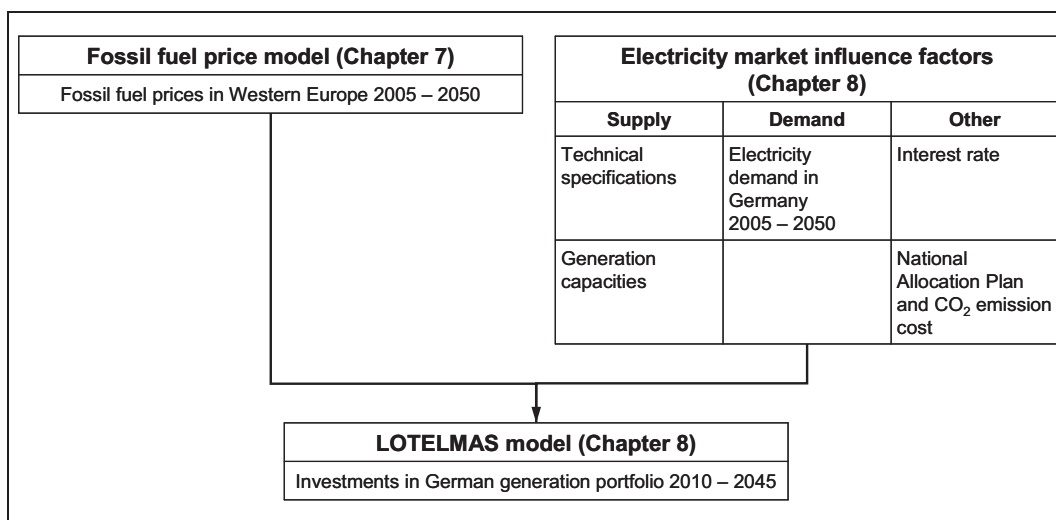 Fossil fuel price model (Chapter 7)
Fossil fuel prices in Western Europe 2005 – 2050
Electricity market influence factors
(Chapter 8)
Supply
Demand
Other
Technical
specifications
Electricity
demand in
Germany
2005 – 2050
Interest rate
Generation
capacities
National
Allocation Plan
and CO₂ emission
cost
LOTELMAS model (Chapter 8)
Investments in German generation portfolio 2010 – 2045